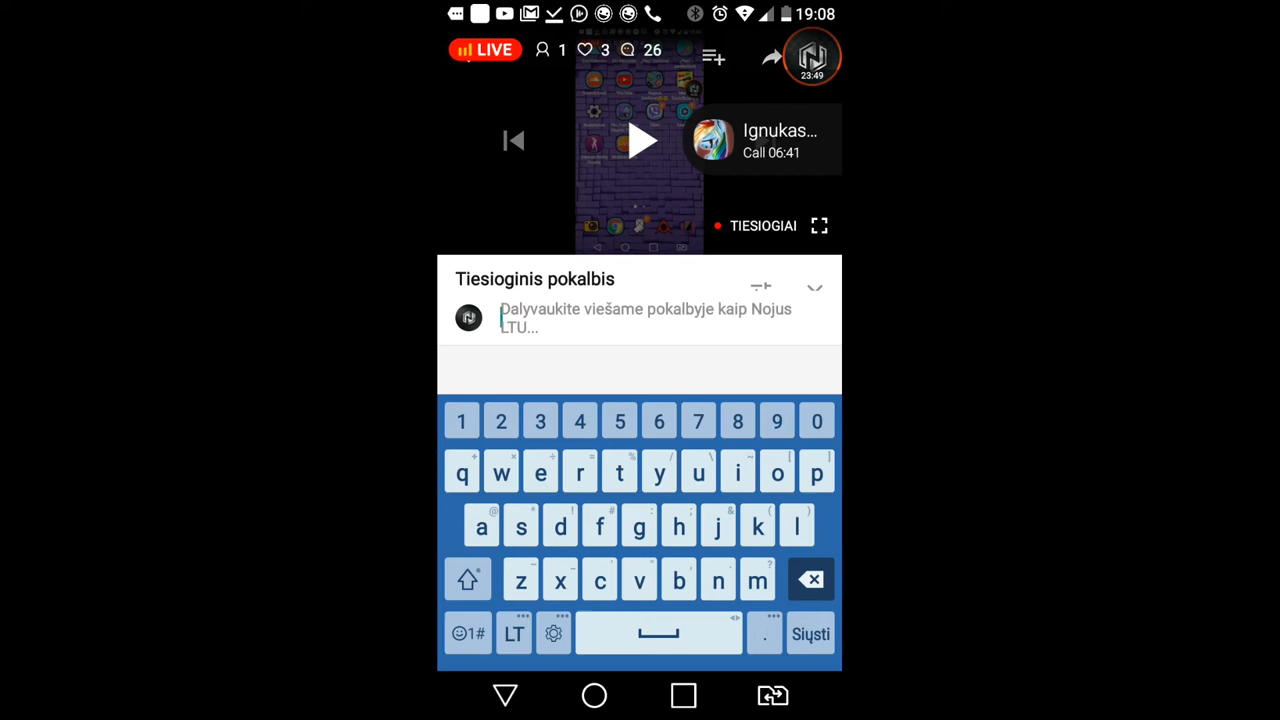 19:08
LIVE 1 3 26
23:49
Ignukas...
Call 06:41
TIESIOGIAI
Tiesioginis pokalbis
Dalyvaukite viešame pokalbyje kaip Nojus
LTU...
1 2 3 4 5 6 7 8 9 0
q w e r t y u i o p
a s d f g h j k l
z x c v b n m
1# LT . Siųsti